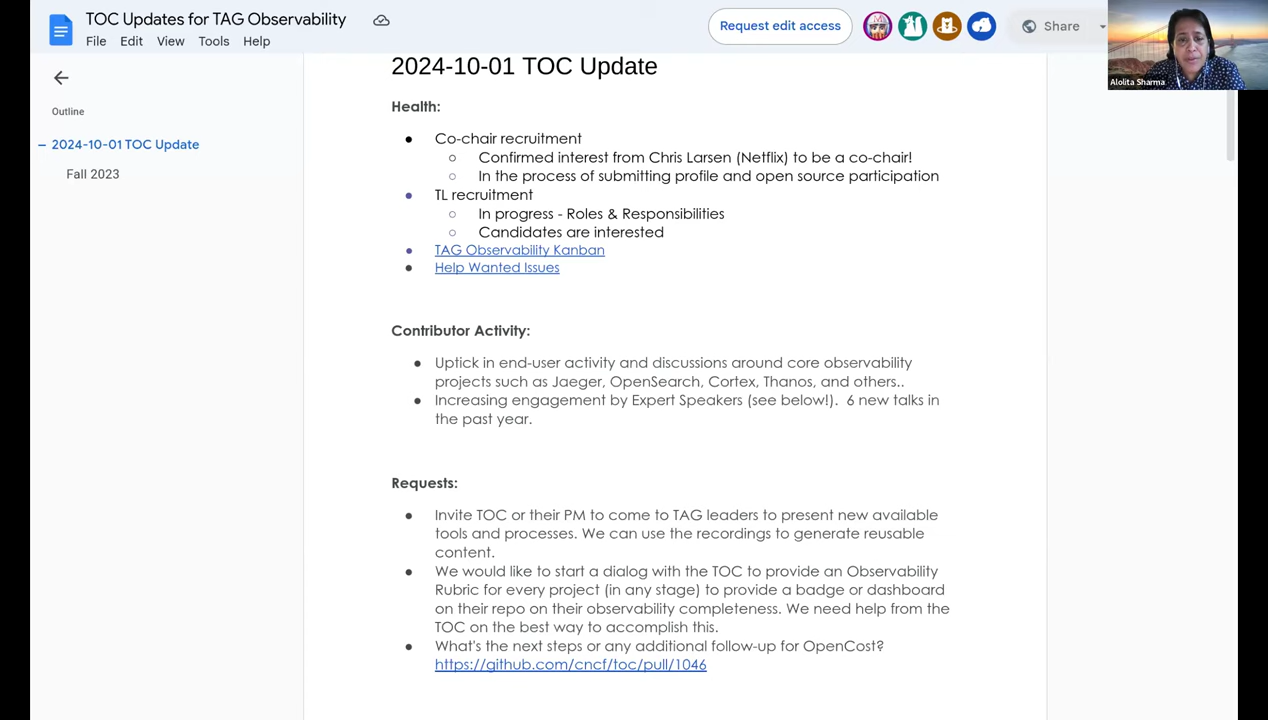 TOC Updates for TAG Observability
File Edit View Tools Help
Request edit access
Share
Alolita Sharma
Outline
2024-10-01 TOC Update
Fall 2023
2024-10-01 TOC Update
Health:
Co-chair recruitment
Confirmed interest from Chris Larsen (Netflix) to be a co-chair!
In the process of submitting profile and open source participation
TL recruitment
In progress - Roles & Responsibilities
Candidates are interested
TAG Observability Kanban
Help Wanted Issues
Contributor Activity:
Uptick in end-user activity and discussions around core observability
projects such as Jaeger, OpenSearch, Cortex, Thanos, and others..
Increasing engagement by Expert Speakers (see below!). 6 new talks in
the past year.
Requests:
Invite TOC or their PM to come to TAG leaders to present new available
tools and processes. We can use the recordings to generate reusable
content.
We would like to start a dialog with the TOC to provide an Observability
Rubric for every project (in any stage) to provide a badge or dashboard
on their repo on their observability completeness. We need help from the
TOC on the best way to accomplish this.
What's the next steps or any additional follow-up for OpenCost?
https://github.com/cncf/toc/pull/1046